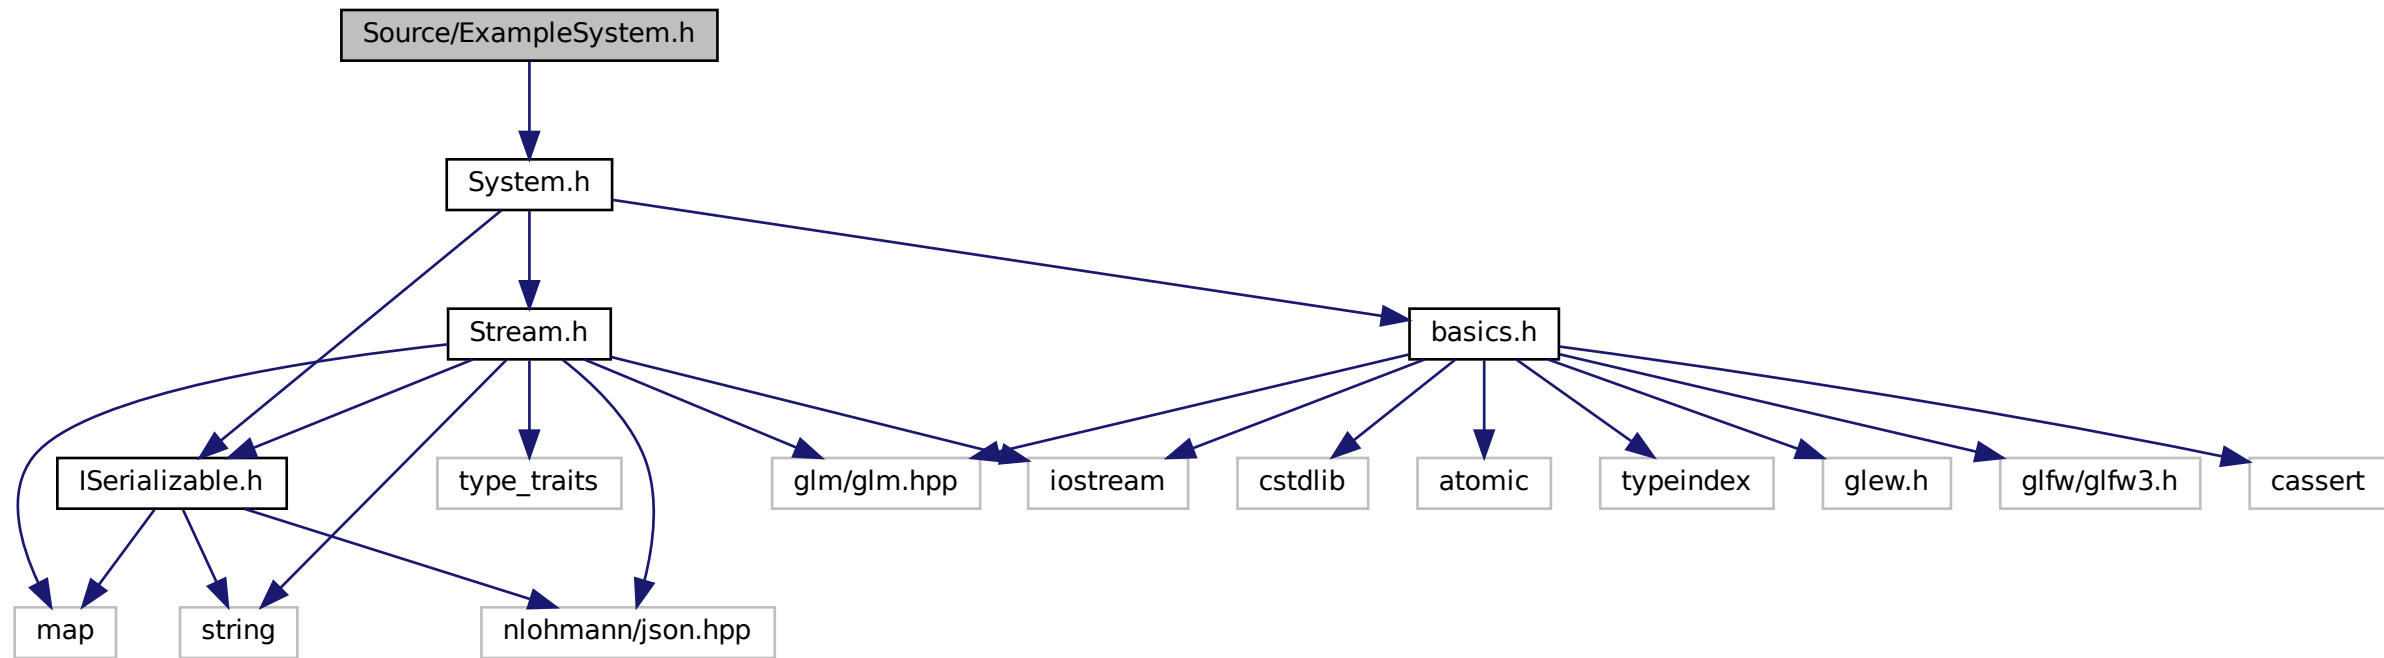 Source/ExampleSystem.h
System.h
Stream.h
basics.h
ISerializable.h
type_traits
glm/glm.hpp
iostream
cstdlib
atomic
typeindex
glew.h
glfw/glfw3.h
cassert
map
string
nlohmann/json.hpp